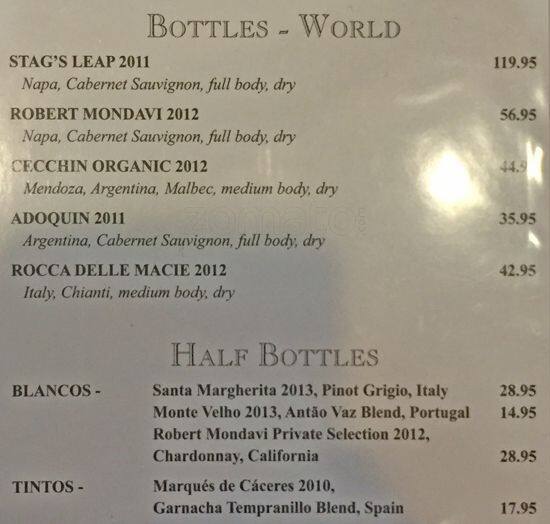 BOTTLES - WORLD
STAG'S LEAP 2011 119.95
Napa, Cabernet Sauvignon, full body, dry
ROBERT MONDAVI 2012 56.95
Napa, Cabernet Sauvignon, full body, dry
CECCHIN ORGANIC 2012
Mendoza, Argentina, Malbec, medium body, dry
ADOQUIN 2011 35.95
Argentina, Cabernet Sauvignon, full body, dry
ROCCA DELLE MACIE 2012 42.95
Italy, Chianti, medium body, dry
HALF BOTTLES
BLANCOS - Santa Margherita 2013, Pinot Grigio, Italy 28.95
Monte Velho 2013, Antão Vaz Blend, Portugal 14.95
Robert Mondavi Private Selection 2012,
Chardonnay, California 28.95
TINTOS - Marqués de Cáceres 2010,
Garnacha Tempranillo Blend, Spain 17.95